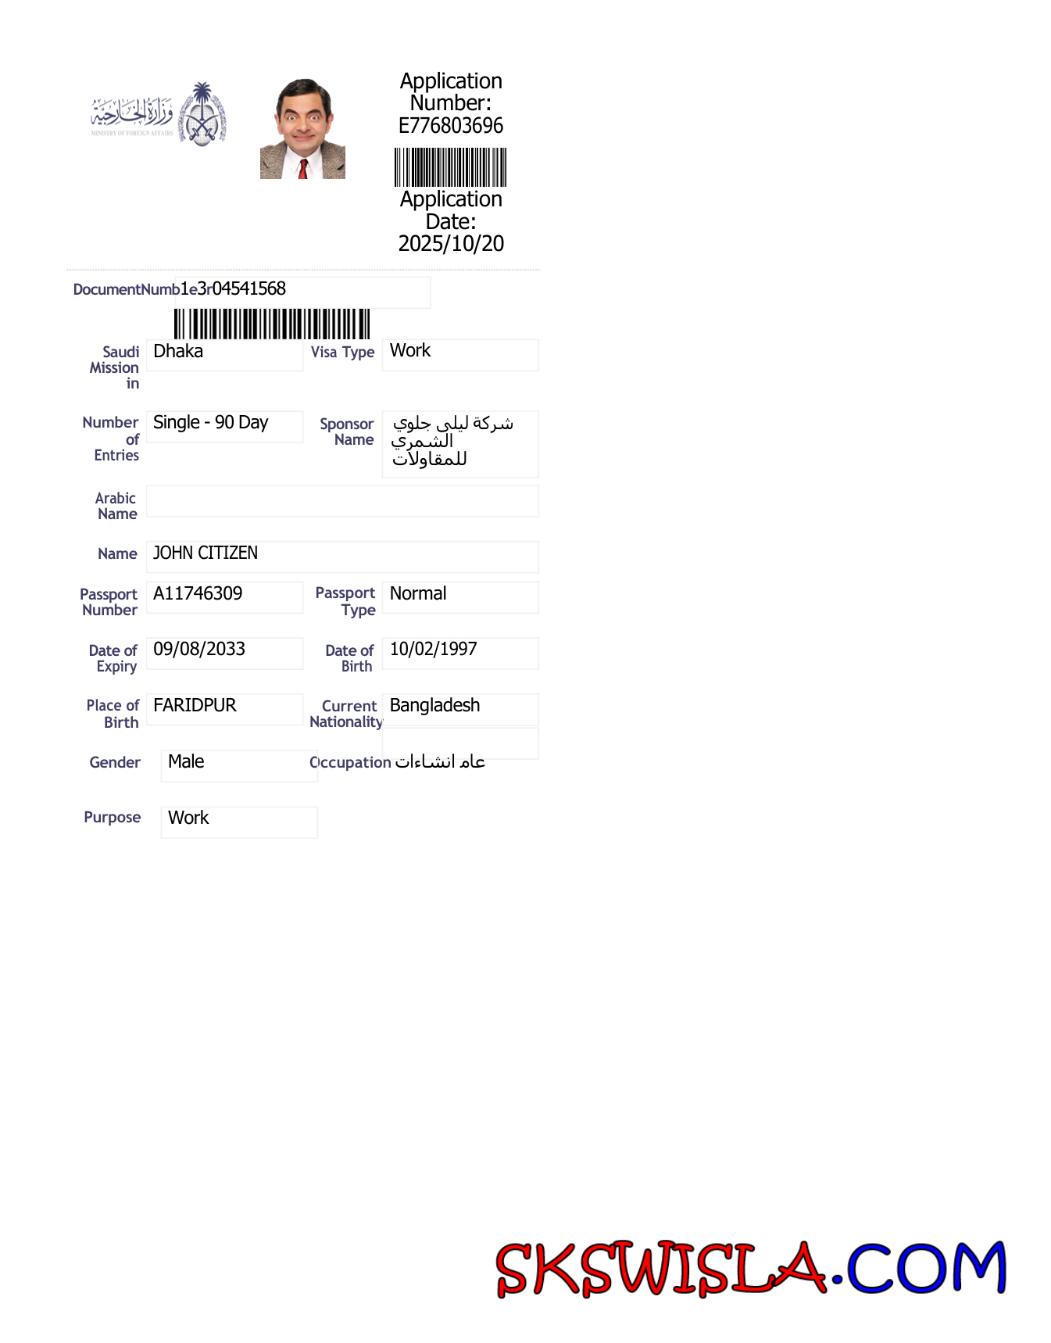 وزارة الخارجية
MINISTRY OF FOREIGN AFFAIRS
Application
Number:
E776803696
Application
Date:
2025/10/20
DocumentNumber 1304541568
Saudi Mission in Dhaka Visa Type Work
Number of Entries Single - 90 Day Sponsor Name شركة ليلى جلوي
الشمري
للمقاولات
Arabic Name
Name JOHN CITIZEN
Passport Number A11746309 Passport Type Normal
Date of Expiry 09/08/2033 Date of Birth 10/02/1997
Place of Birth FARIDPUR Current Nationality Bangladesh
Gender Male Occupation عام انشاءات
Purpose Work
SKSWISLA.COM